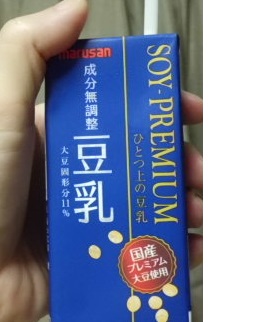 marusan
成分無調整
豆乳
大豆固形分11%
SOY-PREMIUM
ひとつ上の豆乳
国産
プレミアム
大豆使用